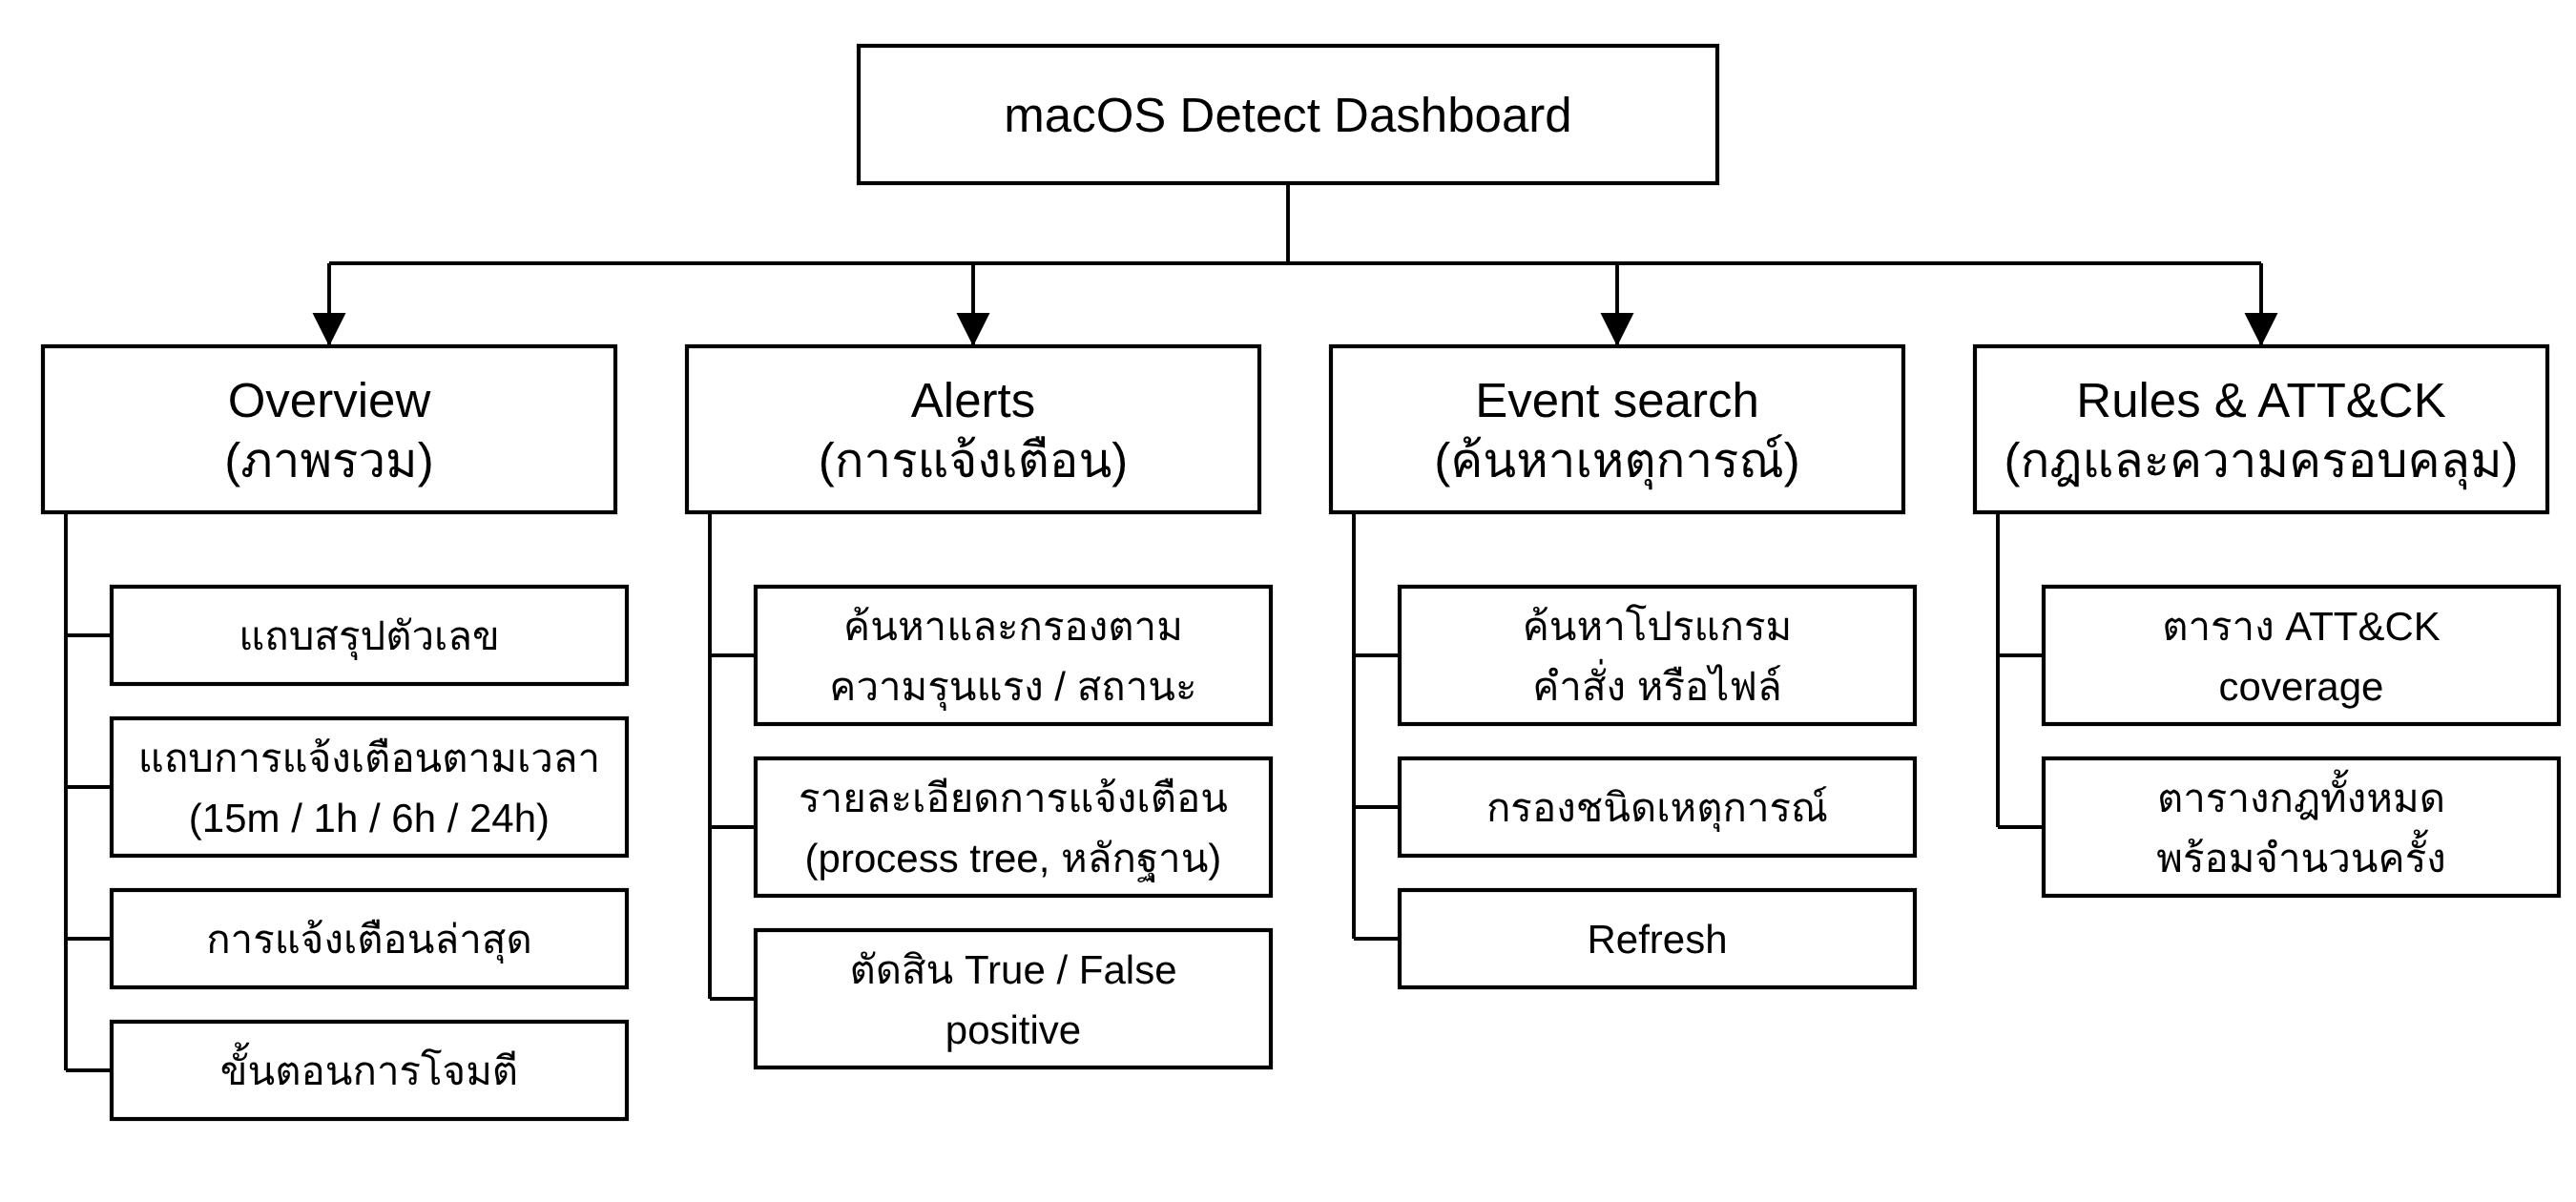 macOS Detect Dashboard
Overview
(ภาพรวม)
แถบสรุปตัวเลข
แถบการแจ้งเตือนตามเวลา
(15m / 1h / 6h / 24h)
การแจ้งเตือนล่าสุด
ขั้นตอนการโจมตี
Alerts
(การแจ้งเตือน)
ค้นหาและกรองตาม
ความรุนแรง / สถานะ
รายละเอียดการแจ้งเตือน
(process tree, หลักฐาน)
ตัดสิน True / False
positive
Event search
(ค้นหาเหตุการณ์)
ค้นหาโปรแกรม
คำสั่ง หรือไฟล์
กรองชนิดเหตุการณ์
Refresh
Rules & ATT&CK
(กฎและความครอบคลุม)
ตาราง ATT&CK
coverage
ตารางกฎทั้งหมด
พร้อมจำนวนครั้ง